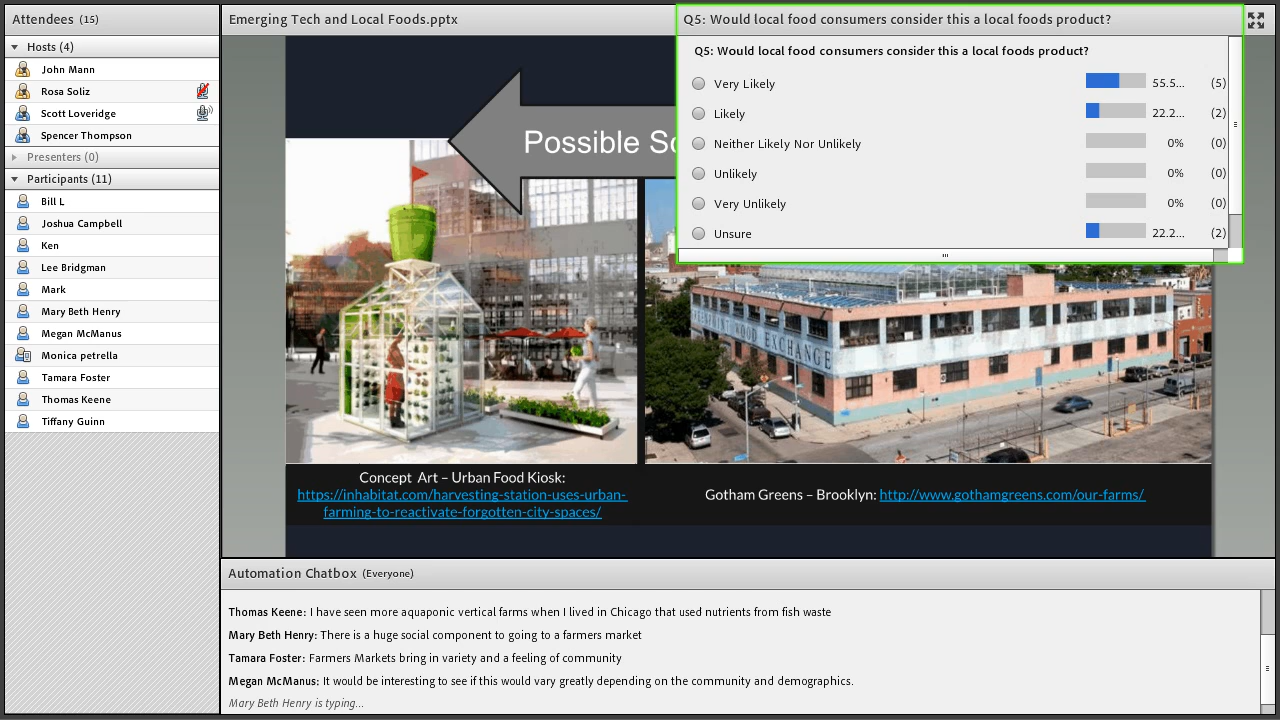 Attendees (15)
Hosts (4)
John Mann
Rosa Soliz
Scott Loveridge
Spencer Thompson
Presenters (0)
Participants (11)
Bill L
Joshua Campbell
Ken
Lee Bridgman
Mark
Mary Beth Henry
Megan McManus
Monica petrella
Tamara Foster
Thomas Keene
Tiffany Guinn
Emerging Tech and Local Foods.pptx
Possible Sc
Q5: Would local food consumers consider this a local foods product?
Q5: Would local food consumers consider this a local foods product?
Very Likely 55.5... (5)
Likely 22.2... (2)
Neither Likely Nor Unlikely 0% (0)
Unlikely 0% (0)
Very Unlikely 0% (0)
Unsure 22.2... (2)
WOOD EXCHANGE
Concept Art – Urban Food Kiosk:
https://inhabitat.com/harvesting-station-uses-urban-
farming-to-reactivate-forgotten-city-spaces/
Gotham Greens – Brooklyn: http://www.gothamgreens.com/our-farms/
Automation Chatbox (Everyone)
Thomas Keene: I have seen more aquaponic vertical farms when I lived in Chicago that used nutrients from fish waste
Mary Beth Henry: There is a huge social component to going to a farmers market
Tamara Foster: Farmers Markets bring in variety and a feeling of community
Megan McManus: It would be interesting to see if this would vary greatly depending on the community and demographics.
Mary Beth Henry is typing...